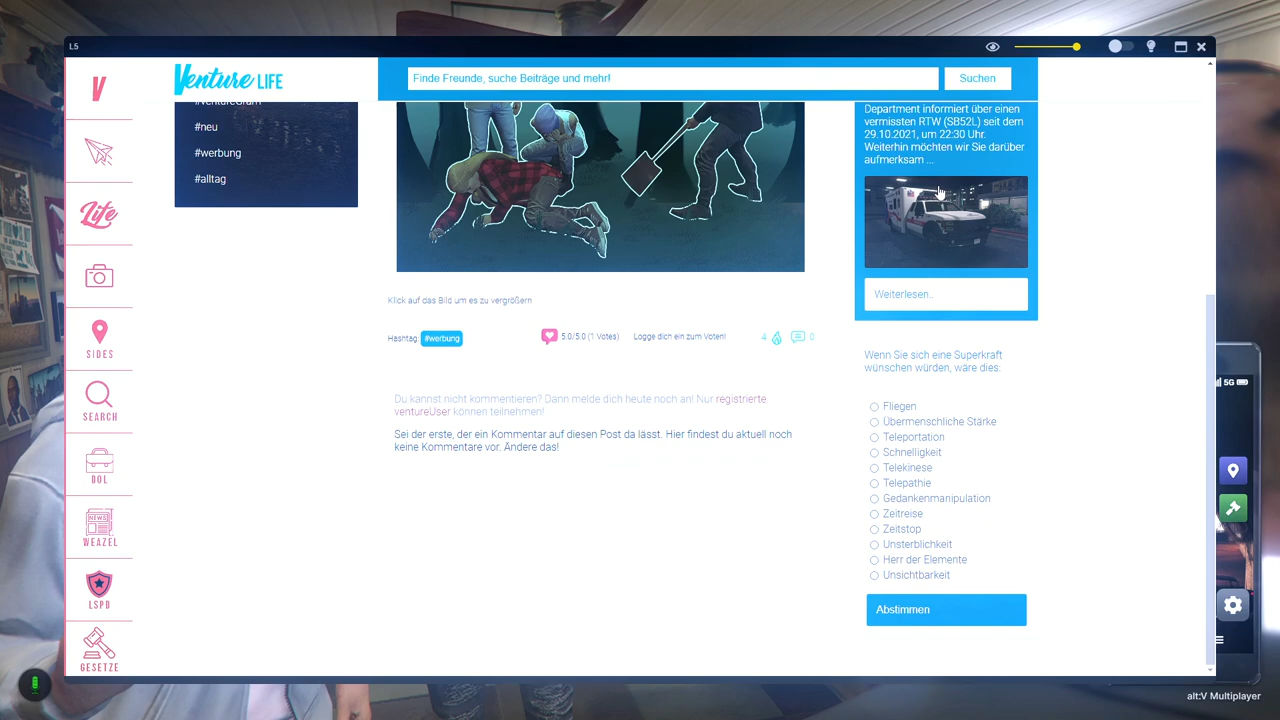 L5
V
Venture LIFE
Finde Freunde, suche Beiträge und mehr!
Suchen
#VentureGram
#neu
#werbung
#alltag
Life
SIDES
SEARCH
DOL
NEWS
WEAZEL
LSPD
GESETZE
Klick auf das Bild um es zu vergrößern
Hashtag: #werbung
5.0/5.0 (1 Votes)
Logge dich ein zum Voten!
4
0
Du kannst nicht kommentieren? Dann melde dich heute noch an! Nur registrierte
ventureUser können teilnehmen!
Sei der erste, der ein Kommentar auf diesen Post da lässt. Hier findest du aktuell noch
keine Kommentare vor. Ändere das!
Department informiert über einen
vermissten RTW (SB52L) seit dem
29.10.2021, um 22:30 Uhr.
Weiterhin möchten wir Sie darüber
aufmerksam ...
Weiterlesen..
Wenn Sie sich eine Superkraft
wünschen würden, wäre dies:
Fliegen
Übermenschliche Stärke
Teleportation
Schnelligkeit
Telekinese
Telepathie
Gedankenmanipulation
Zeitreise
Zeitstop
Unsterblichkeit
Herr der Elemente
Unsichtbarkeit
Abstimmen
5G
alt:V Multiplayer